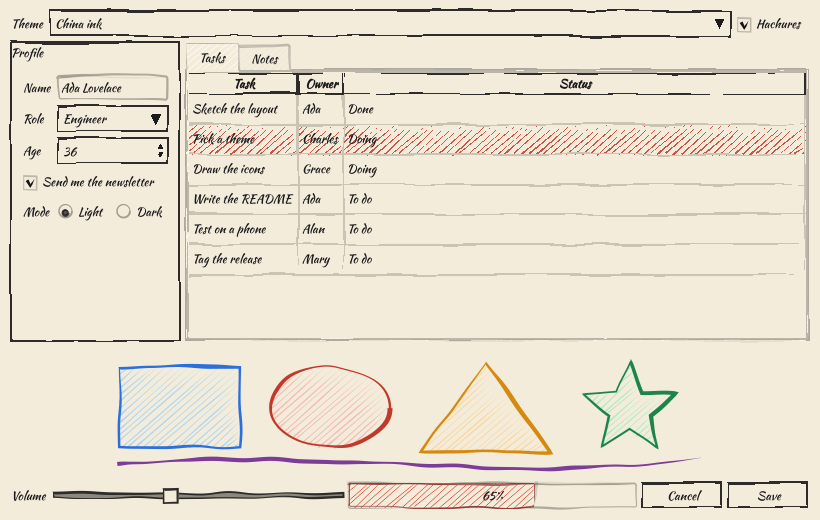 Theme China ink Hachures
Profile
Name Ada Lovelace
Role Engineer
Age 36
Send me the newsletter
Mode Light Dark
Tasks Notes
Task Owner Status
Sketch the layout Ada Done
Pick a theme Charles Doing
Draw the icons Grace Doing
Write the README Ada To do
Test on a phone Alan To do
Tag the release Mary To do
Volume 65% Cancel Save